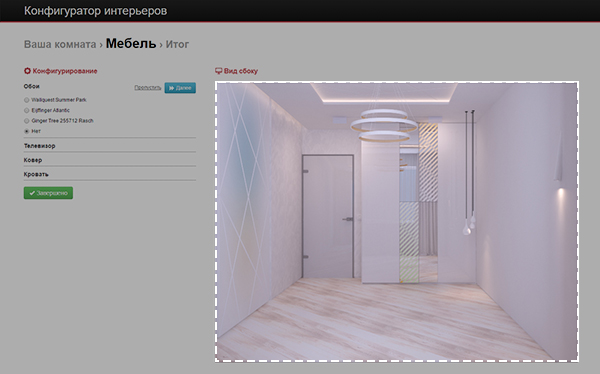 Конфигуратор интерьеров
Ваша комната › Мебель › Итог
Конфигурирование
Вид сбоку
Обои
Пропустить
Далее
Wallquest Summer Park
Eijffinger Atlantic
Ginger Tree 255712 Rasch
Нет
Телевизор
Ковер
Кровать
Завершено